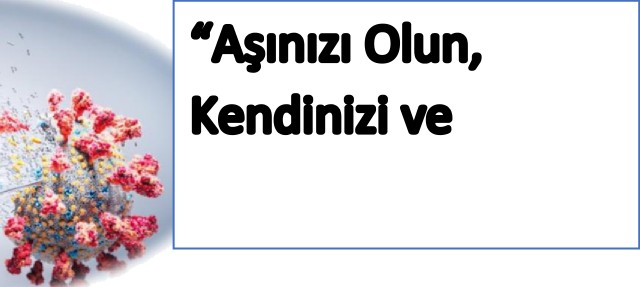 “Aşınızı Olun,
Kendinizi ve